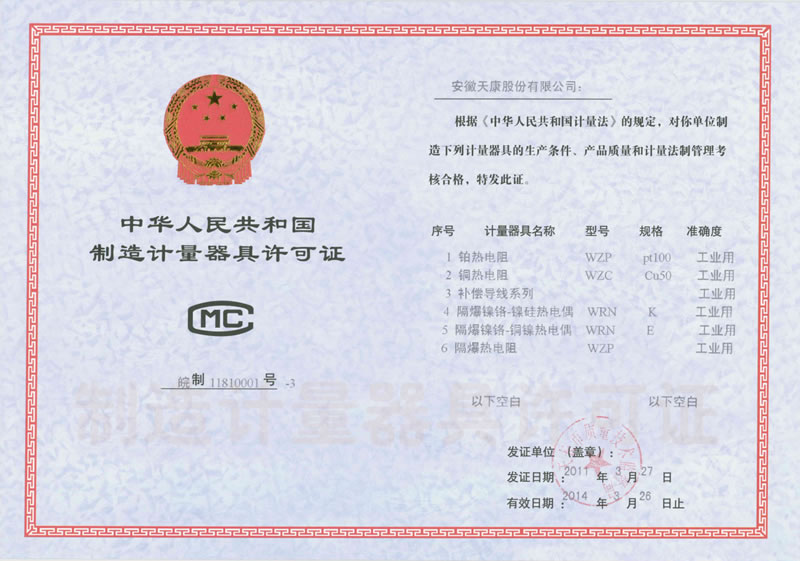 中华人民共和国
制造计量器具许可证
CMC
皖制 11810001 号 -3
安徽天康股份有限公司：
根据《中华人民共和国计量法》的规定，对你单位制
造下列计量器具的生产条件、产品质量和计量法制管理考
核合格，特发此证。
序号 计量器具名称 型号 规格 准确度
1 铂热电阻 WZP pt100 工业用
2 铜热电阻 WZC Cu50 工业用
3 补偿导线系列 工业用
4 隔爆镍铬-镍硅热电偶 WRN K 工业用
5 隔爆镍铬-铜镍热电偶 WRN E 工业用
6 隔爆热电阻 WZP 工业用
制造计量器具许可证
以下空白 以下空白
发证单位（盖章）：
发证日期：2011 年 3 月 27 日
有效日期：2014 年 3 月 26 日止